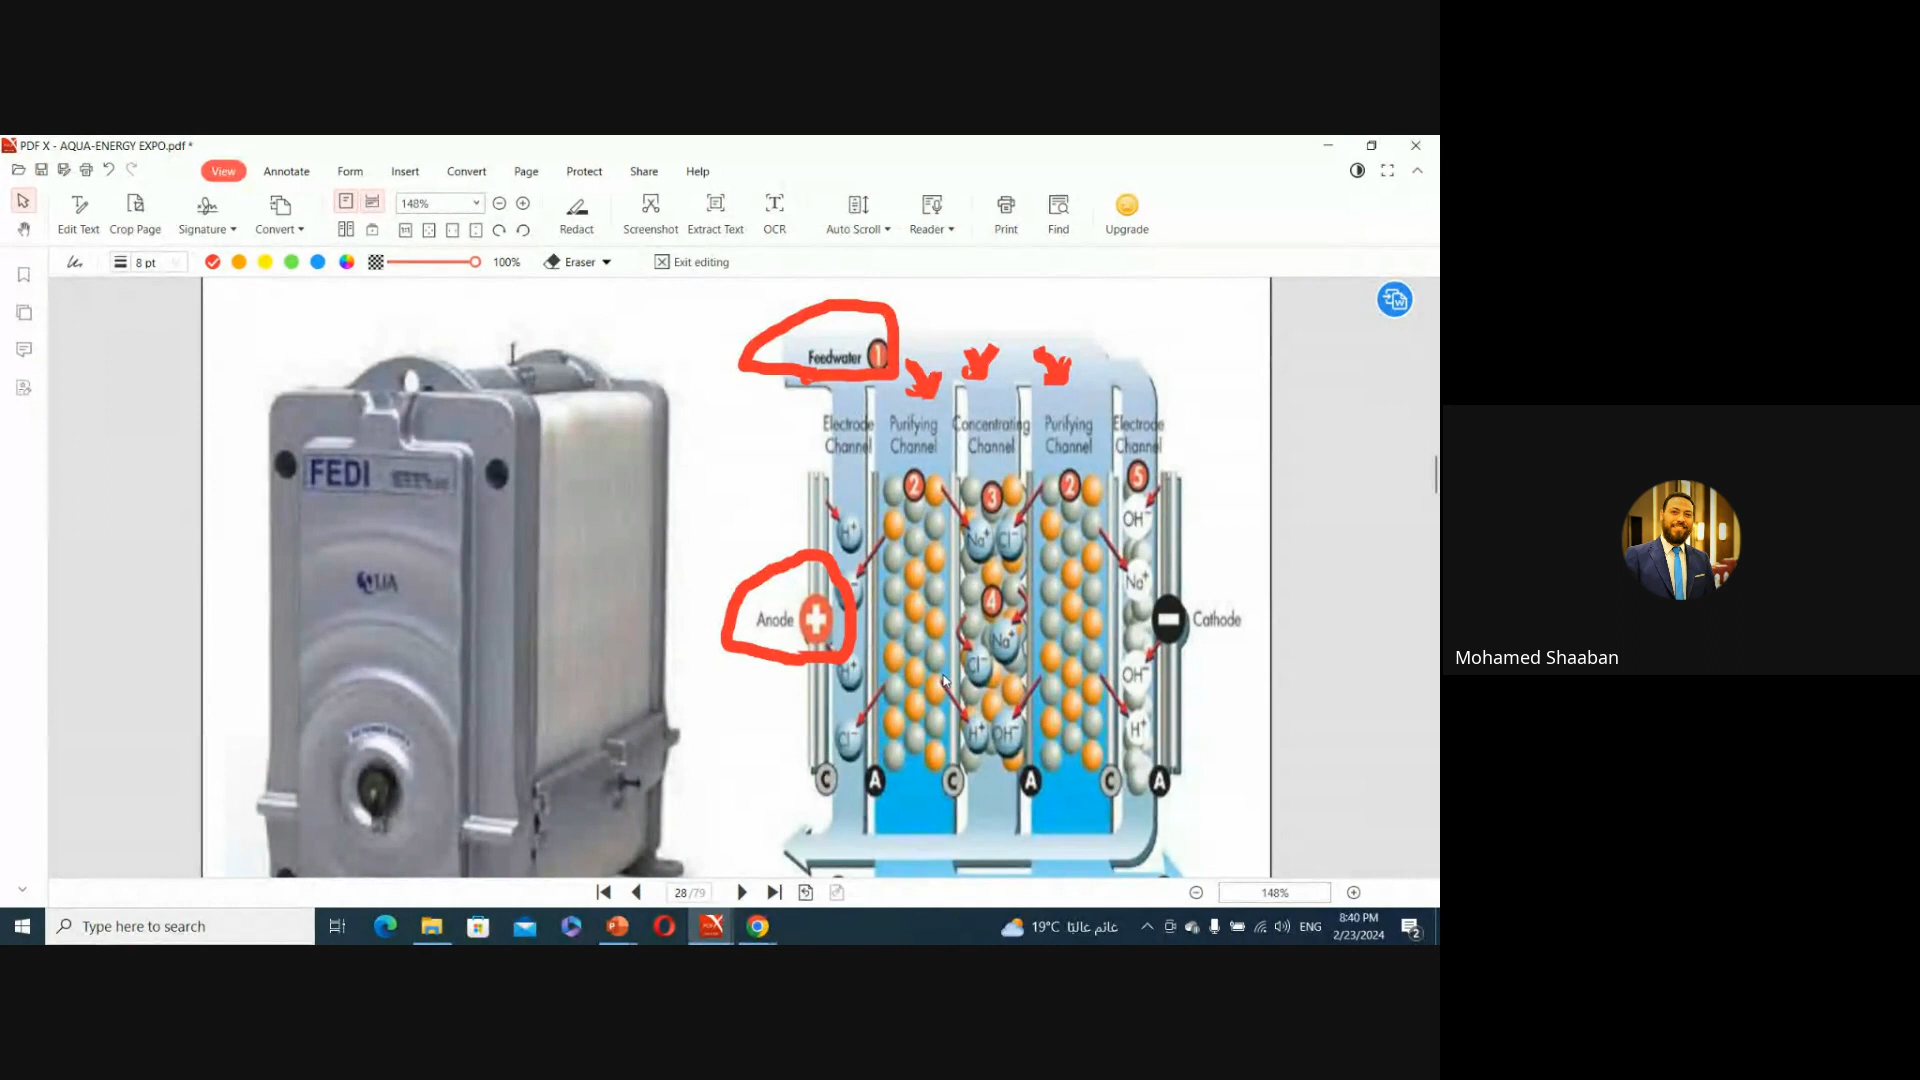 PDF X - AQUA-ENERGY EXPO.pdf *
View Annotate Form Insert Convert Page Protect Share Help
148%
Edit Text Crop Page Signature Convert Redact Screenshot Extract Text OCR Auto Scroll Reader Print Find Upgrade
8 pt 100% Eraser Exit editing
Feedwater 1
Electrode Channel
Purifying Channel
Concentrating Channel
Purifying Channel
Electrode Channel
2 3 2 5
H+ Na+ Cl- OH-
Na+
4
Anode + Na+ - Cathode
H+ Cl- OH-
Cl- H+ OH- H+
C A C A C A
FEDI
QUA
28 /79
148%
Type here to search
19°C غائم غالبًا
ENG
8:40 PM
2/23/2024
2
Mohamed Shaaban